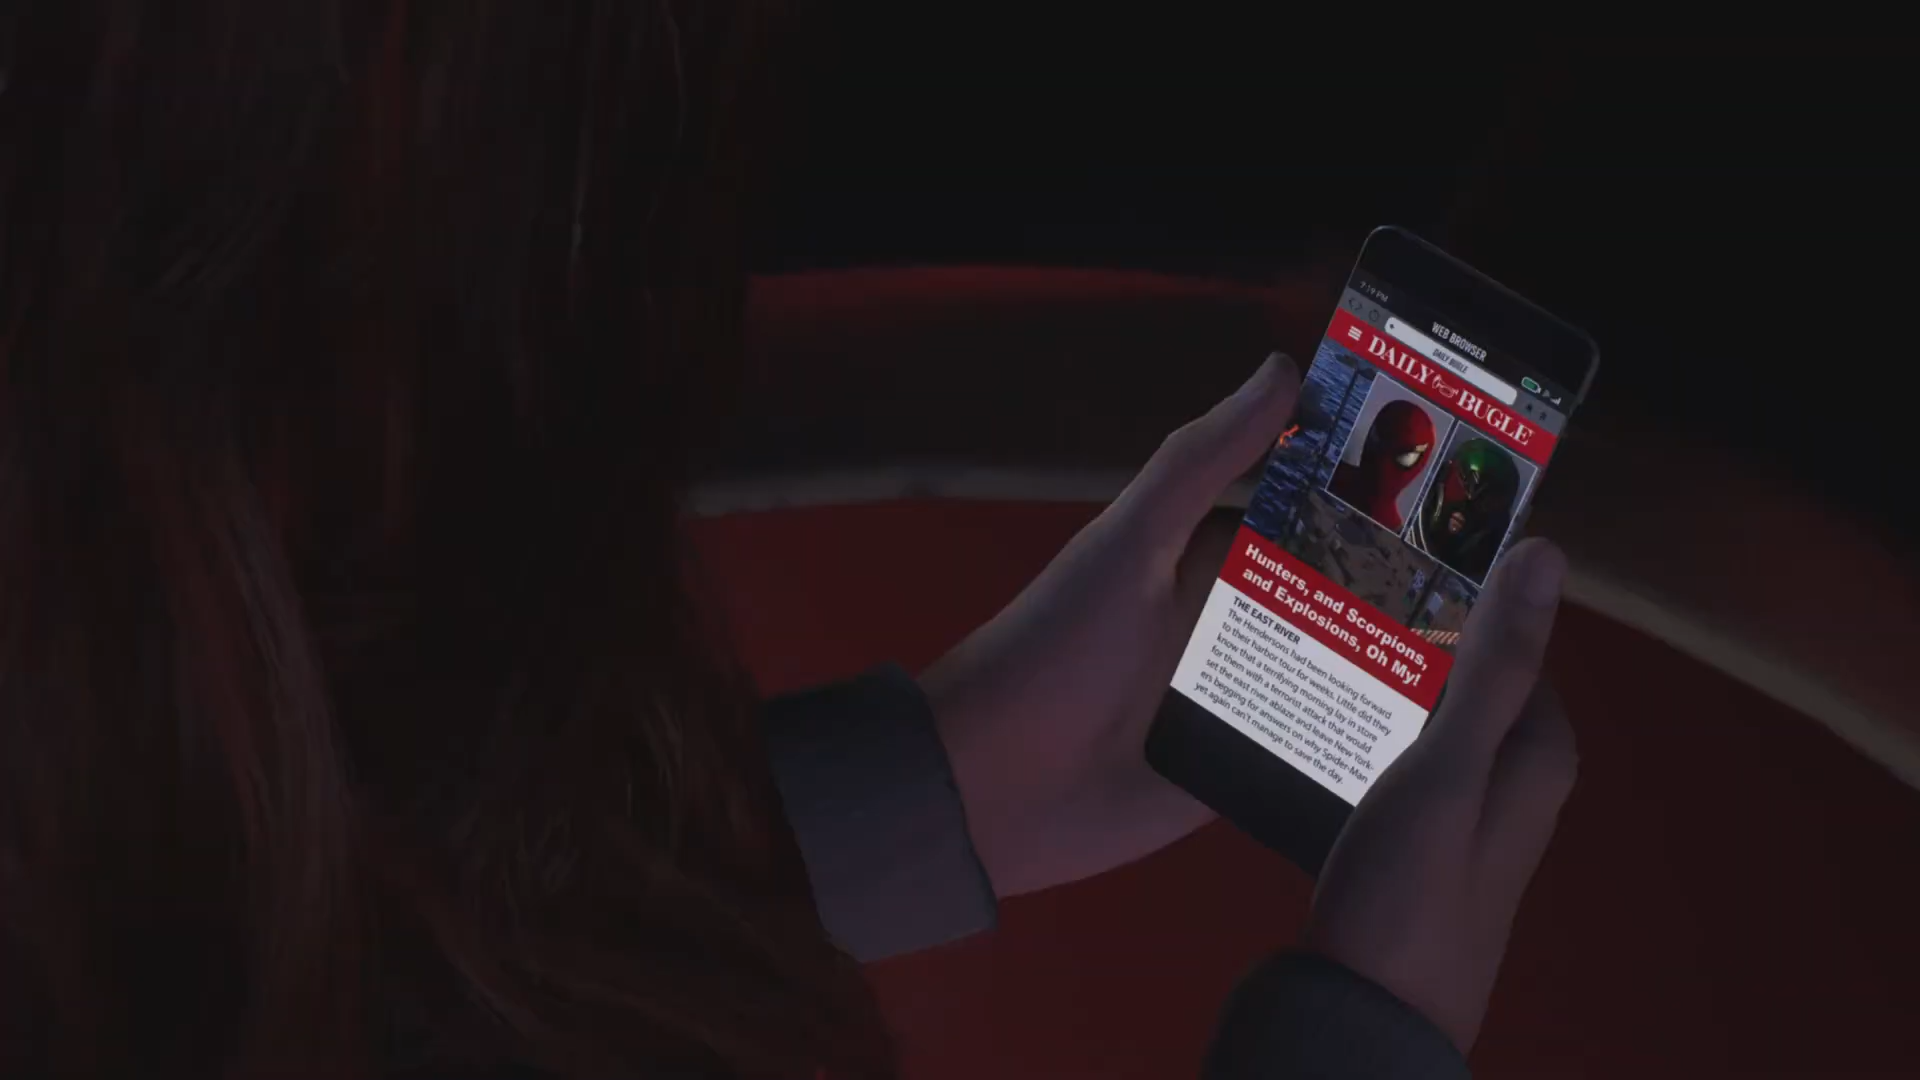 7:19 PM
WEB BROWSER
DAILY BUGLE
DAILY BUGLE
Hunters, and Scorpions,
and Explosions, Oh My!
THE EAST RIVER
The Hendersons had been looking forward
to their harbor tour for weeks. Little did they
know that a terrifying morning lay in store
for them with a terrorist attack that would
set the east river ablaze and leave New York-
ers begging for answers on why Spider-Man
yet again can't manage to save the day.